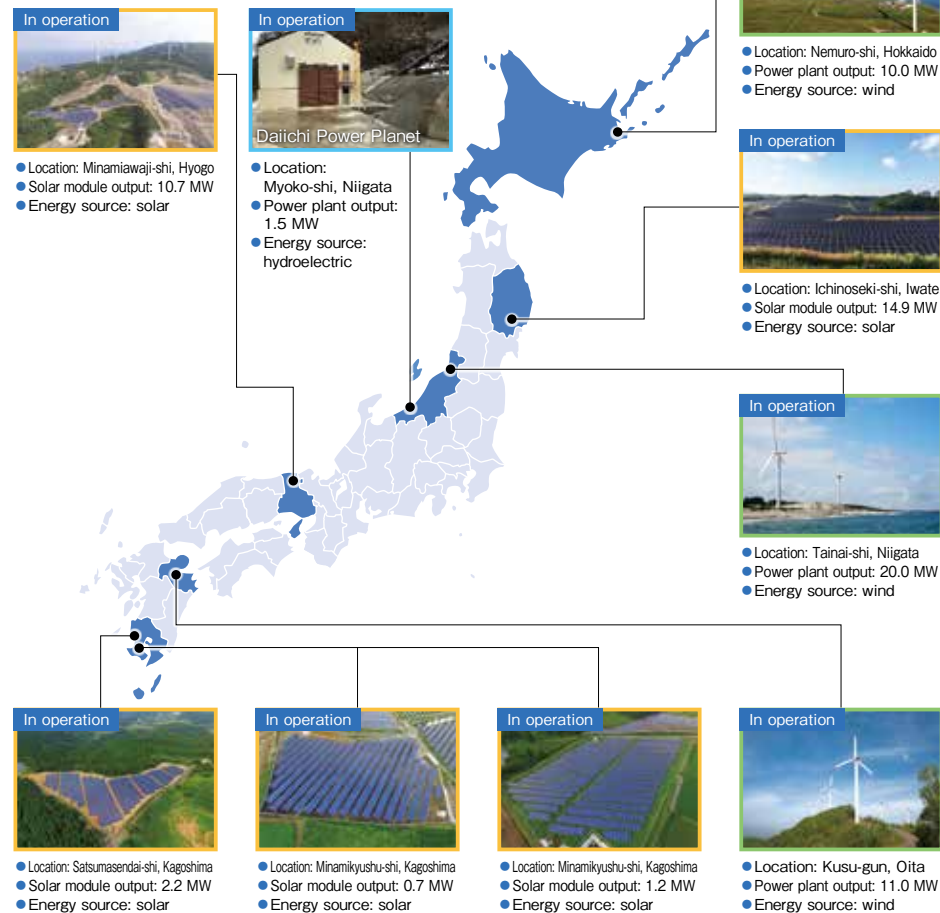 In operation
● Location: Minamiawaji-shi, Hyogo
● Solar module output: 10.7 MW
● Energy source: solar
In operation
Daiichi Power Planet
● Location:
Myoko-shi, Niigata
● Power plant output:
1.5 MW
● Energy source:
hydroelectric
● Location: Nemuro-shi, Hokkaido
● Power plant output: 10.0 MW
● Energy source: wind
In operation
● Location: Ichinoseki-shi, Iwate
● Solar module output: 14.9 MW
● Energy source: solar
In operation
● Location: Tainai-shi, Niigata
● Power plant output: 20.0 MW
● Energy source: wind
In operation
● Location: Satsumasendai-shi, Kagoshima
● Solar module output: 2.2 MW
● Energy source: solar
In operation
● Location: Minamikyushu-shi, Kagoshima
● Solar module output: 0.7 MW
● Energy source: solar
In operation
● Location: Minamikyushu-shi, Kagoshima
● Solar module output: 1.2 MW
● Energy source: solar
In operation
● Location: Kusu-gun, Oita
● Power plant output: 11.0 MW
● Energy source: wind